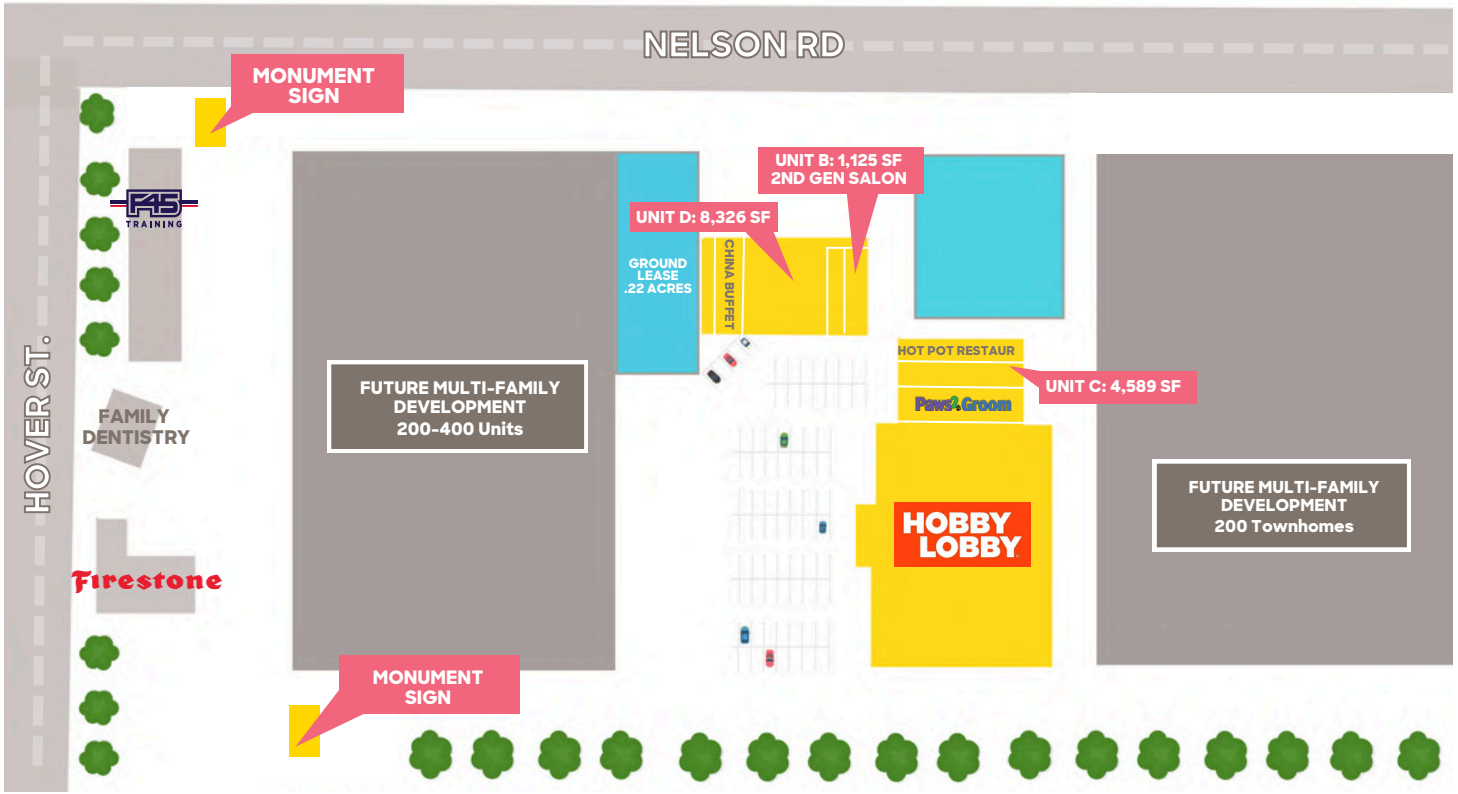 NELSON RD
MONUMENT
SIGN
UNIT B: 1,125 SF
2ND GEN SALON
F45
TRAINING
UNIT D: 8,326 SF
CHINA BUFFET
GROUND
LEASE
.22 ACRES
HOVER ST.
HOT POT RESTAUR
UNIT C: 4,589 SF
Paws2Groom
FUTURE MULTI-FAMILY
DEVELOPMENT
200-400 Units
FAMILY
DENTISTRY
HOBBY
LOBBY
FUTURE MULTI-FAMILY
DEVELOPMENT
200 Townhomes
Firestone
MONUMENT
SIGN